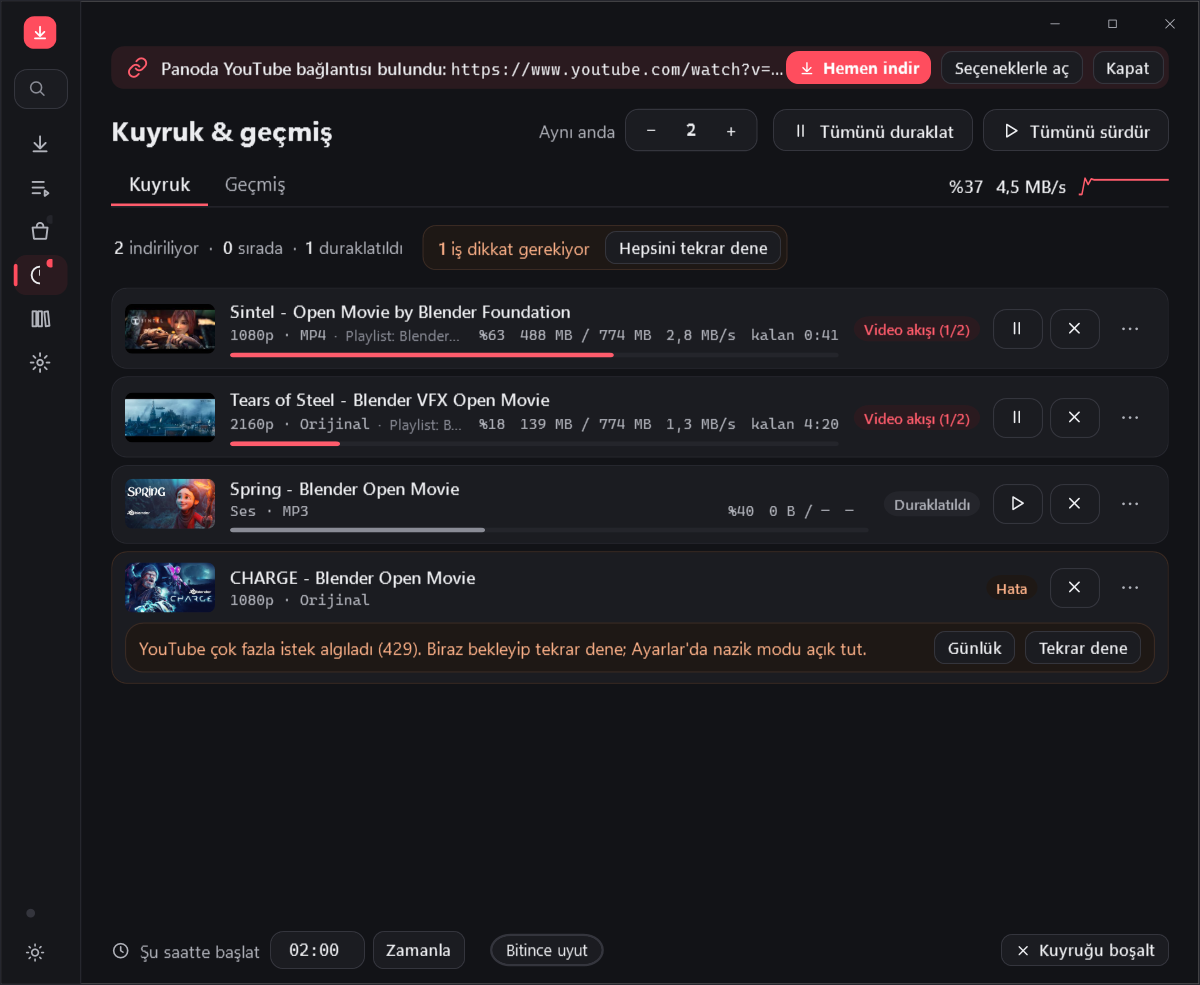 Panoda YouTube bağlantısı bulundu: https://www.youtube.com/watch?v=... Hemen indir Seçeneklerle aç Kapat
Kuyruk & geçmiş Aynı anda − 2 + Tümünü duraklat Tümünü sürdür
Kuyruk Geçmiş %37 4,5 MB/s
2 indiriliyor · 0 sırada · 1 duraklatıldı 1 iş dikkat gerekiyor Hepsini tekrar dene
Sintel - Open Movie by Blender Foundation
1080p · MP4 · Playlist: Blender... %63 488 MB / 774 MB 2,8 MB/s kalan 0:41 Video akışı (1/2)
Tears of Steel - Blender VFX Open Movie
2160p · Orijinal · Playlist: B... %18 139 MB / 774 MB 1,3 MB/s kalan 4:20 Video akışı (1/2)
SPRING
Spring - Blender Open Movie
Ses · MP3 %40 0 B / — — Duraklatıldı
CHARGE - Blender Open Movie
1080p · Orijinal Hata
CHARGE
YouTube çok fazla istek algıladı (429). Biraz bekleyip tekrar dene; Ayarlar'da nazik modu açık tut. Günlük Tekrar dene
Şu saatte başlat 02:00 Zamanla Bitince uyut Kuyruğu boşalt